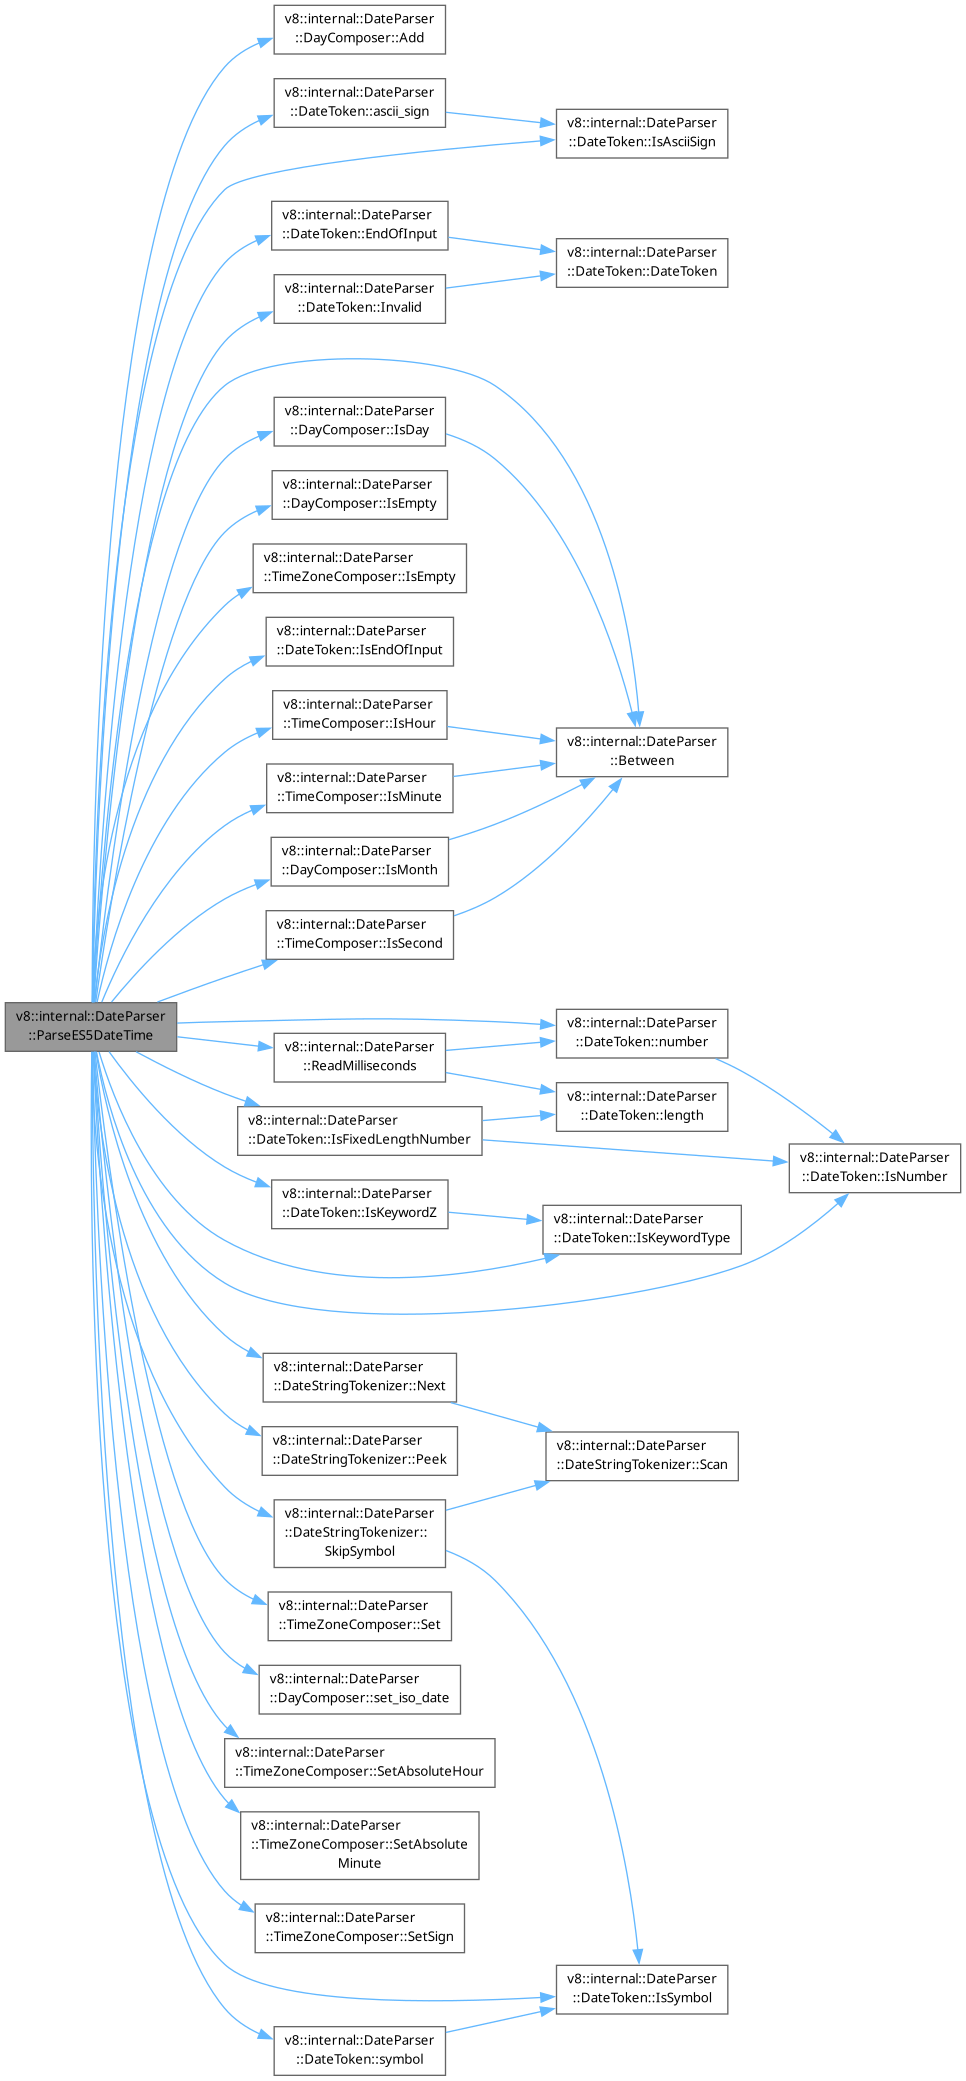 v8::internal::DateParser
::DayComposer::Add
v8::internal::DateParser
::DateToken::ascii_sign
v8::internal::DateParser
::DateToken::IsAsciiSign
v8::internal::DateParser
::DateToken::EndOfInput
v8::internal::DateParser
::DateToken::DateToken
v8::internal::DateParser
::DateToken::Invalid
v8::internal::DateParser
::DayComposer::IsDay
v8::internal::DateParser
::DayComposer::IsEmpty
v8::internal::DateParser
::TimeZoneComposer::IsEmpty
v8::internal::DateParser
::DateToken::IsEndOfInput
v8::internal::DateParser
::TimeComposer::IsHour
v8::internal::DateParser
::Between
v8::internal::DateParser
::TimeComposer::IsMinute
v8::internal::DateParser
::DayComposer::IsMonth
v8::internal::DateParser
::TimeComposer::IsSecond
v8::internal::DateParser
::ParseES5DateTime
v8::internal::DateParser
::DateToken::number
v8::internal::DateParser
::ReadMilliseconds
v8::internal::DateParser
::DateToken::length
v8::internal::DateParser
::DateToken::IsFixedLengthNumber
v8::internal::DateParser
::DateToken::IsNumber
v8::internal::DateParser
::DateToken::IsKeywordZ
v8::internal::DateParser
::DateToken::IsKeywordType
v8::internal::DateParser
::DateStringTokenizer::Next
v8::internal::DateParser
::DateStringTokenizer::Peek
v8::internal::DateParser
::DateStringTokenizer::Scan
v8::internal::DateParser
::DateStringTokenizer::
SkipSymbol
v8::internal::DateParser
::TimeZoneComposer::Set
v8::internal::DateParser
::DayComposer::set_iso_date
v8::internal::DateParser
::TimeZoneComposer::SetAbsoluteHour
v8::internal::DateParser
::TimeZoneComposer::SetAbsolute
Minute
v8::internal::DateParser
::TimeZoneComposer::SetSign
v8::internal::DateParser
::DateToken::IsSymbol
v8::internal::DateParser
::DateToken::symbol